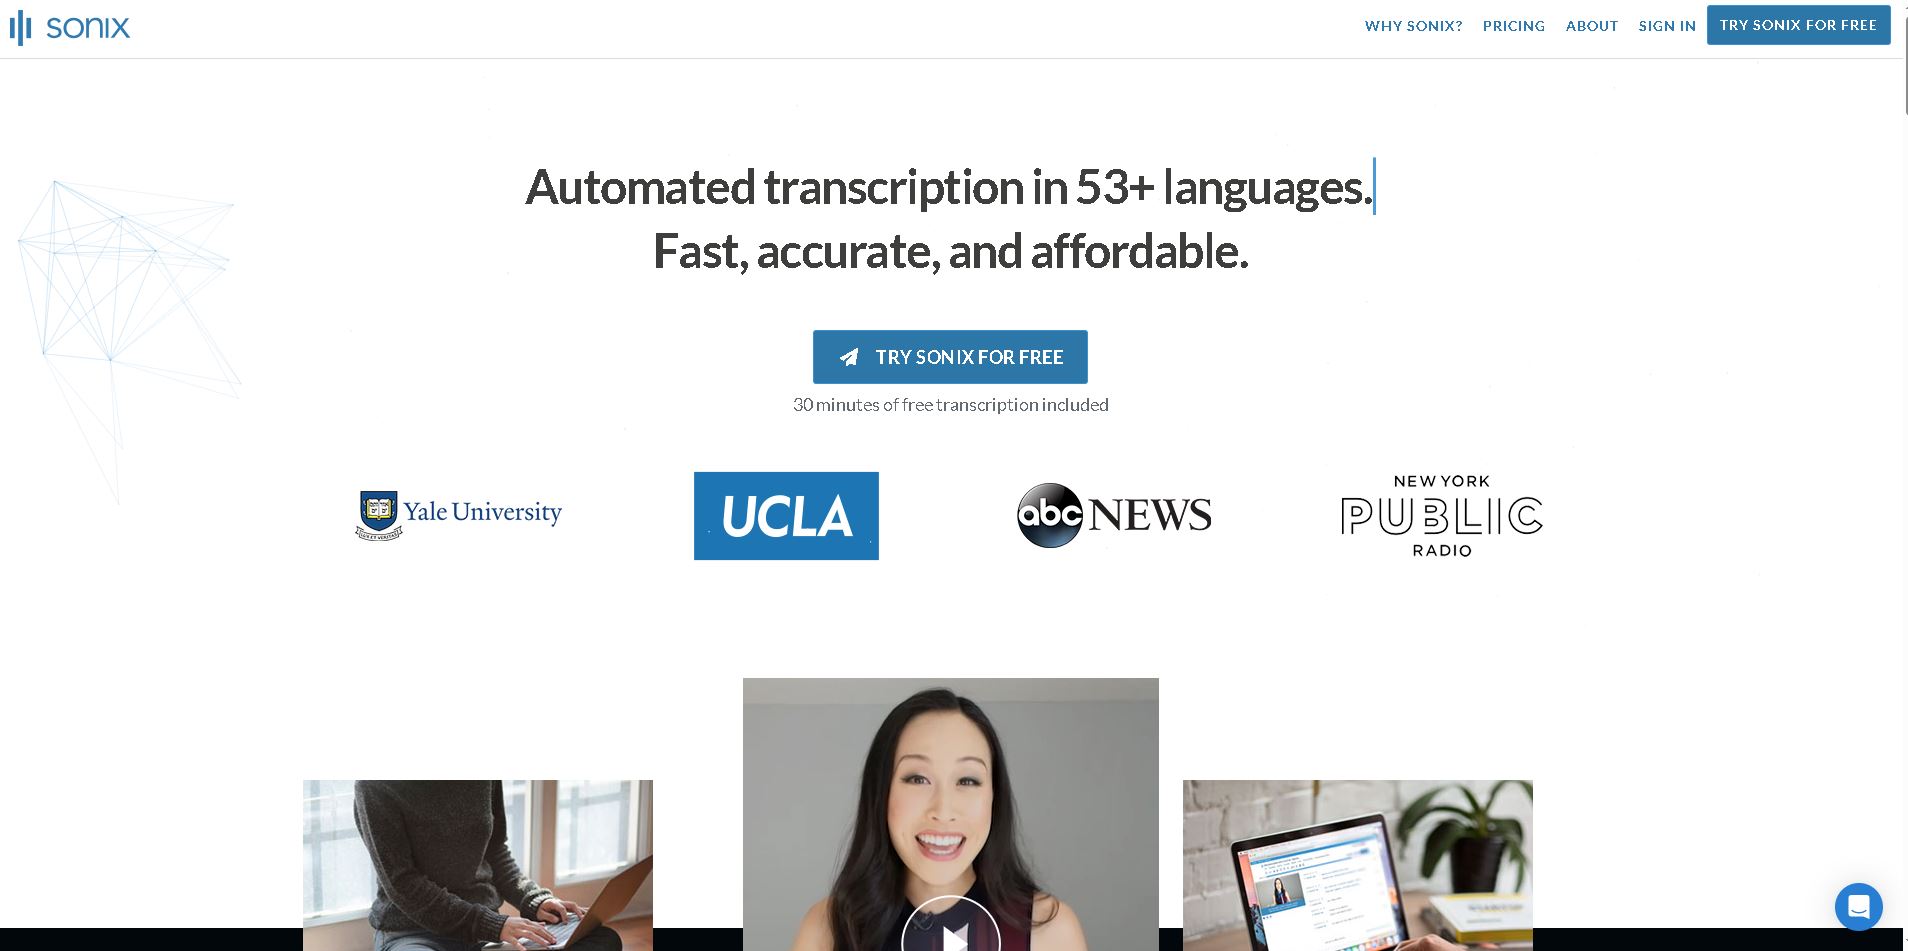 sonix
WHY SONIX?
PRICING
ABOUT
SIGN IN
TRY SONIX FOR FREE
Automated transcription in 53+ languages.
Fast, accurate, and affordable.
TRY SONIX FOR FREE
30 minutes of free transcription included
Yale University
UCLA
abc NEWS
NEW YORK
PUBLIC
RADIO